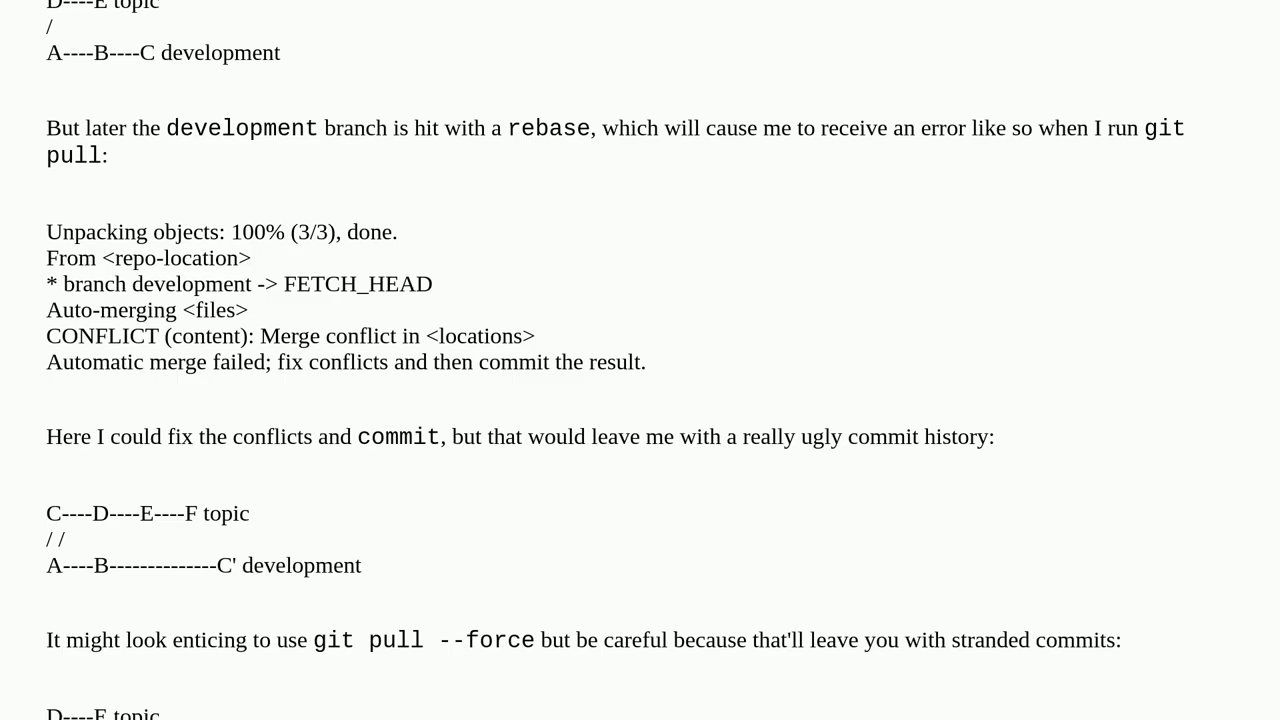 D----E topic
/
A----B----C development
But later the development branch is hit with a rebase, which will cause me to receive an error like so when I run git
pull:
Unpacking objects: 100% (3/3), done.
From <repo-location>
* branch development -> FETCH_HEAD
Auto-merging <files>
CONFLICT (content): Merge conflict in <locations>
Automatic merge failed; fix conflicts and then commit the result.
Here I could fix the conflicts and commit, but that would leave me with a really ugly commit history:
C----D----E----F topic
/ /
A----B--------------C' development
It might look enticing to use git pull --force but be careful because that'll leave you with stranded commits:
D----E topic